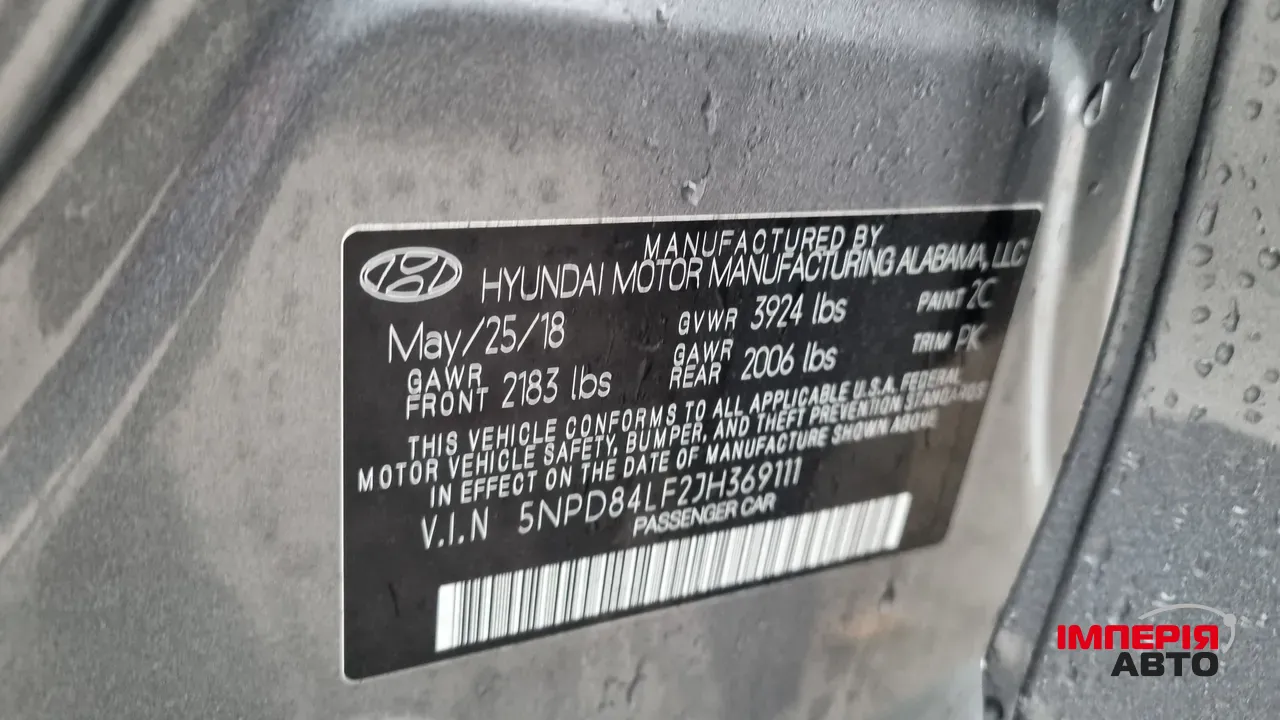 MANUFACTURED BY
HYUNDAI MOTOR MANUFACTURING ALABAMA, LLC
May/25/18 GVWR 3924 lbs PAINT 2C
GAWR FRONT 2183 lbs GAWR REAR 2006 lbs TRIM PK
THIS VEHICLE CONFORMS TO ALL APPLICABLE U.S.A. FEDERAL
MOTOR VEHICLE SAFETY, BUMPER, AND THEFT PREVENTION STANDARDS
IN EFFECT ON THE DATE OF MANUFACTURE SHOWN ABOVE
V.I.N 5NPD84LF2JH369111
PASSENGER CAR
ІМПЕРІЯ
АВТО